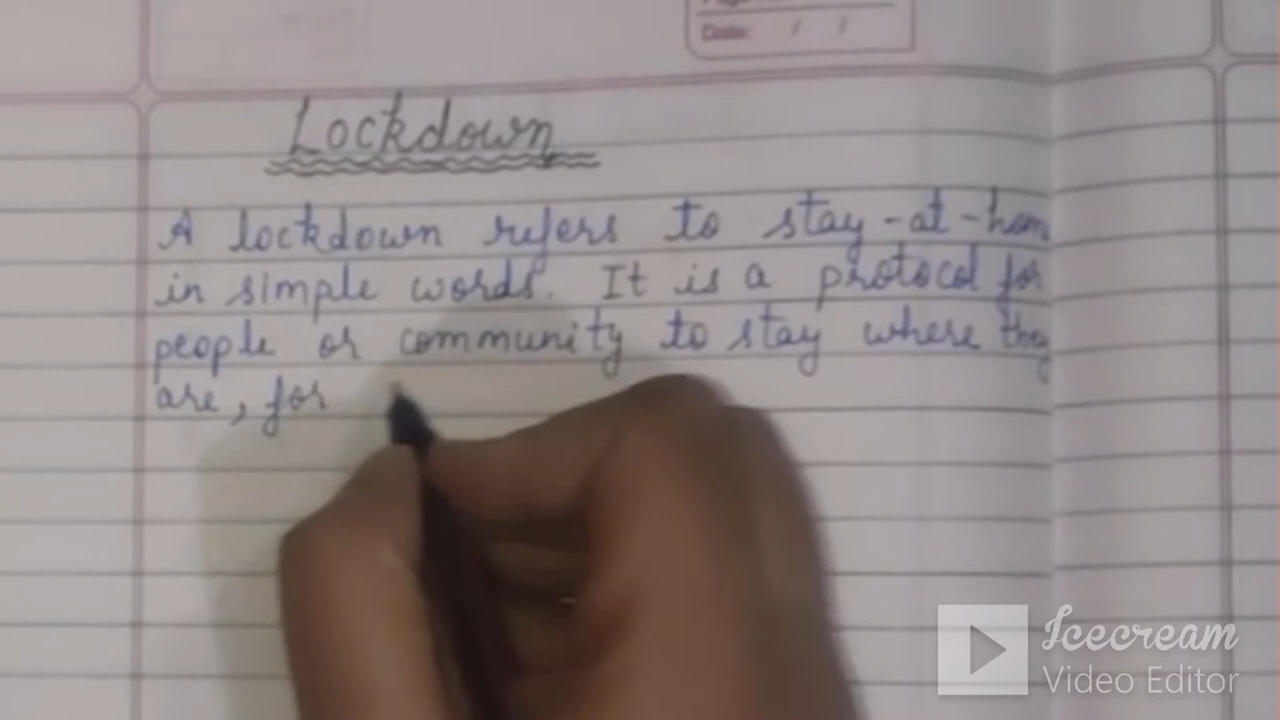 Date: / /
Lockdown
A lockdown refers to stay-at-hom
in simple words. It is a protocol for
people or community to stay where they
are, for
Icecream
Video Editor